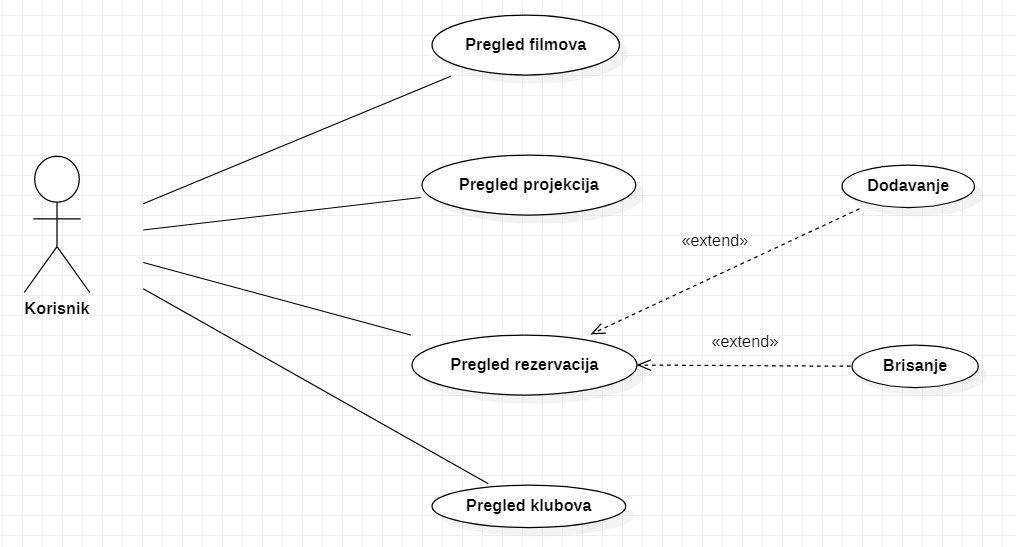 Pregled filmova
Pregled projekcija
Dodavanje
«extend»
Korisnik
«extend»
Pregled rezervacija
Brisanje
Pregled klubova